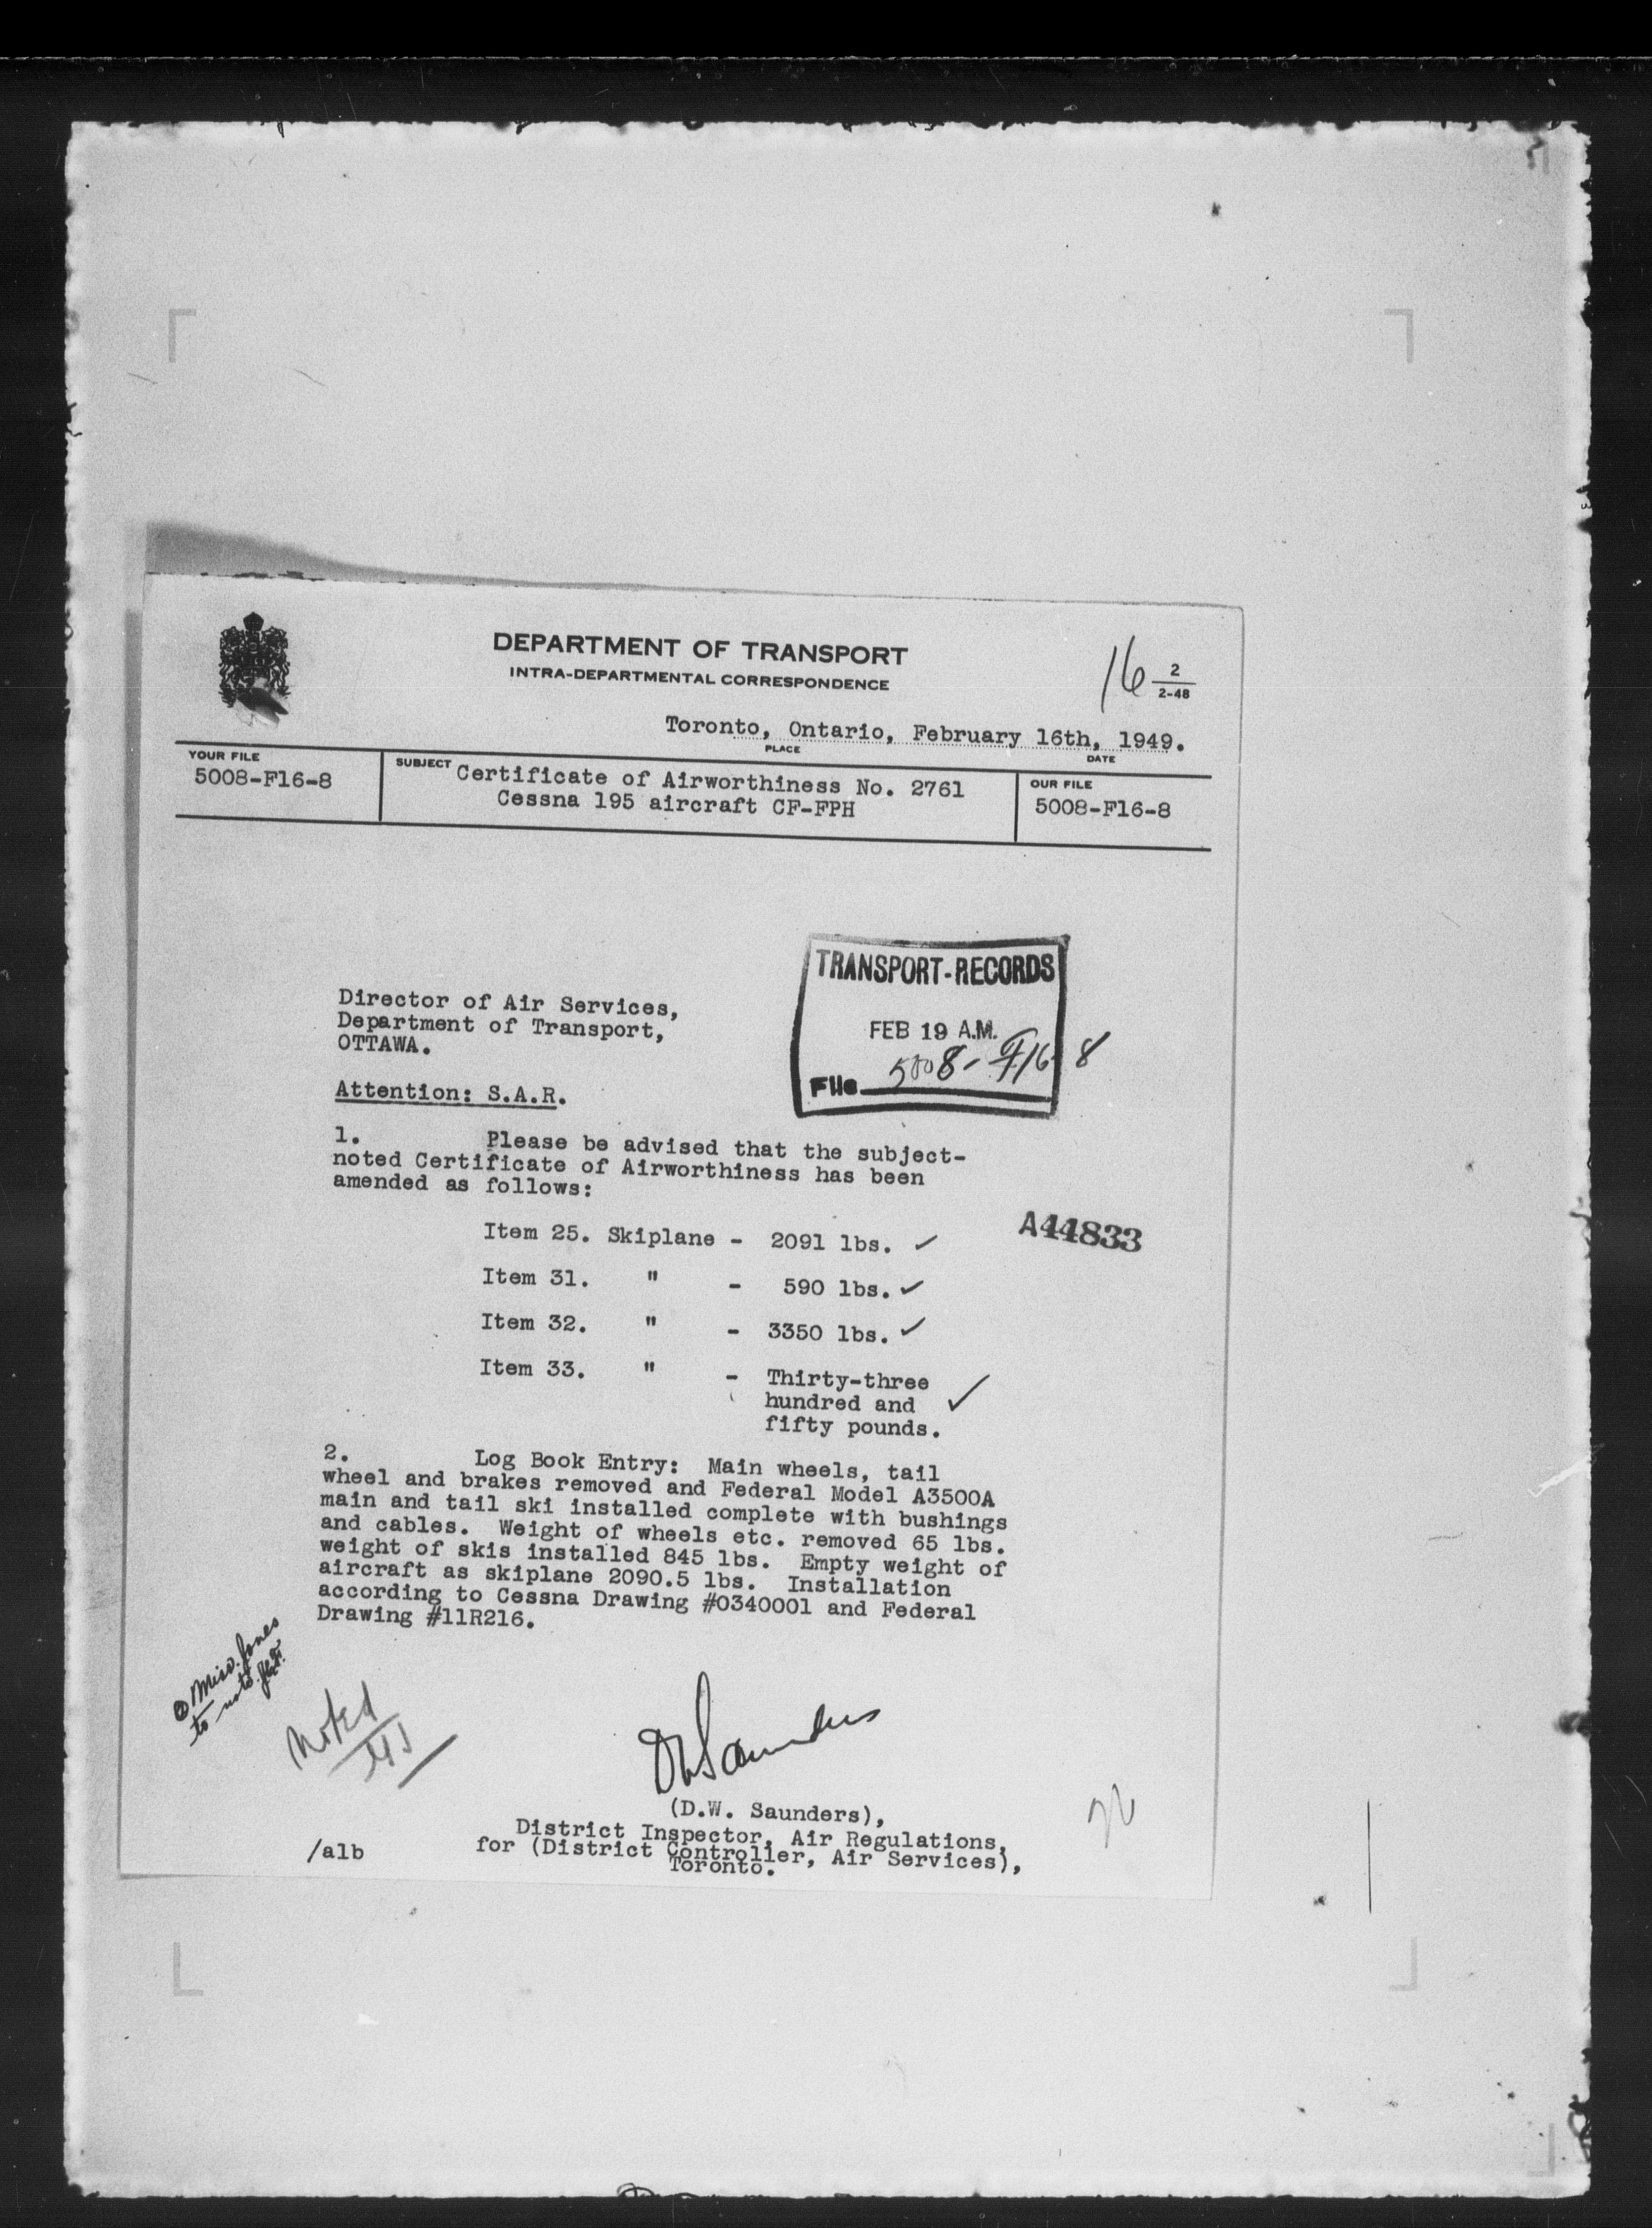 DEPARTMENT OF TRANSPORT
INTRA-DEPARTMENTAL CORRESPONDENCE
16 2
2-48
Toronto, Ontario, February 16th, 1949.
PLACE
DATE
YOUR FILE
5008-F16-8
SUBJECT Certificate of Airworthiness No. 2761
Cessna 195 aircraft CF-FPH
OUR FILE
5008-F16-8
TRANSPORT-RECORDS
FEB 19 A.M.
File 5008-F16-8
Director of Air Services,
Department of Transport,
OTTAWA.
Attention: S.A.R.
1. Please be advised that the subject-
noted Certificate of Airworthiness has been
amended as follows:
A44833
Item 25. Skiplane - 2091 lbs. ✓
Item 31. " - 590 lbs. ✓
Item 32. " - 3350 lbs. ✓
Item 33. " - Thirty-three
hundred and ✓
fifty pounds.
2. Log Book Entry: Main wheels, tail
wheel and brakes removed and Federal Model A3500A
main and tail ski installed complete with bushings
and cables. Weight of wheels etc. removed 65 lbs.
weight of skis installed 845 lbs. Empty weight of
aircraft as skiplane 2090.5 lbs. Installation
according to Cessna Drawing #0340001 and Federal
Drawing #11R216.
Miss Jones
to note
Noted
DWSaunders
(D.W. Saunders),
District Inspector, Air Regulations,
for (District Controller, Air Services),
Toronto.
/alb